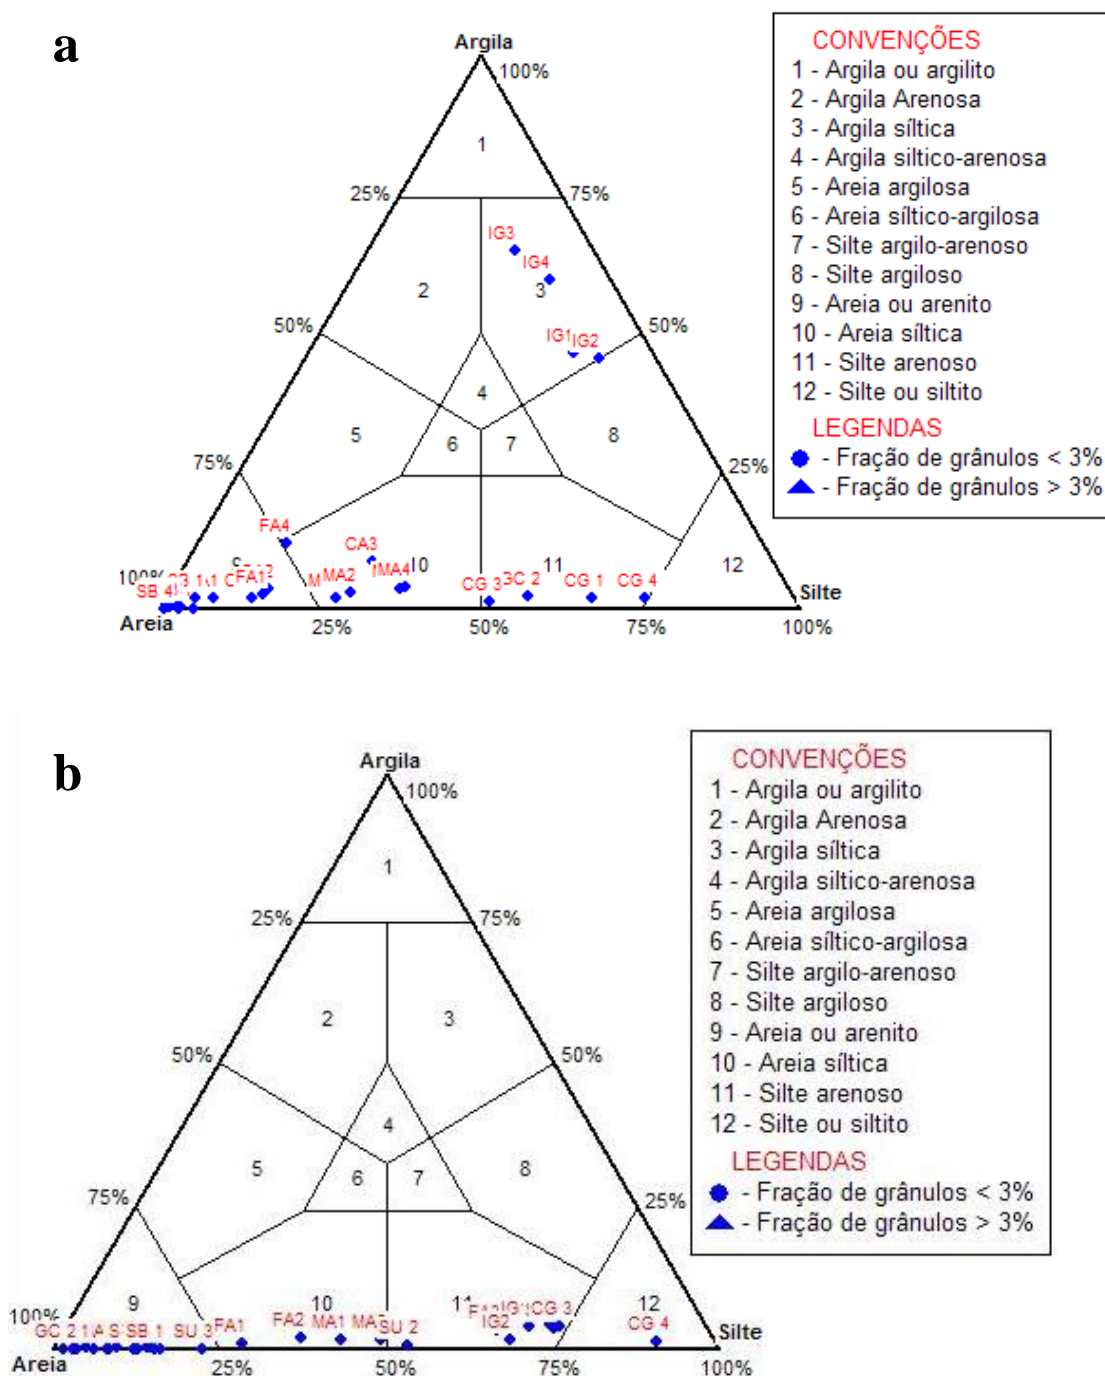 a
Argila
100%
1
25%
75%
IG3
IG4
2
3
50%
50%
IG1
IG2
4
5
6
7
8
75%
25%
FA4
CA3
9
10
11
12
100%
SB 4
FA1
MA2
MA4
CG 3
GC 2
CG 1
CG 4
Silte
Areia
25%
50%
75%
100%
CONVENÇÕES
1 - Argila ou argilito
2 - Argila Arenosa
3 - Argila síltica
4 - Argila siltico-arenosa
5 - Areia argilosa
6 - Areia síltico-argilosa
7 - Silte argilo-arenoso
8 - Silte argiloso
9 - Areia ou arenito
10 - Areia síltica
11 - Silte arenoso
12 - Silte ou siltito
LEGENDAS
- Fração de grânulos < 3%
- Fração de grânulos > 3%
b
Argila
100%
1
25%
75%
2
3
50%
50%
4
5
6
7
8
75%
25%
9
10
11
12
100%
GC 2
SB 1
SU 3
FA1
FA2
MA1
SU 2
IG2
CG 3
CG 4
Silte
Areia
25%
50%
75%
100%
CONVENÇÕES
1 - Argila ou argilito
2 - Argila Arenosa
3 - Argila síltica
4 - Argila siltico-arenosa
5 - Areia argilosa
6 - Areia síltico-argilosa
7 - Silte argilo-arenoso
8 - Silte argiloso
9 - Areia ou arenito
10 - Areia síltica
11 - Silte arenoso
12 - Silte ou siltito
LEGENDAS
- Fração de grânulos < 3%
- Fração de grânulos > 3%